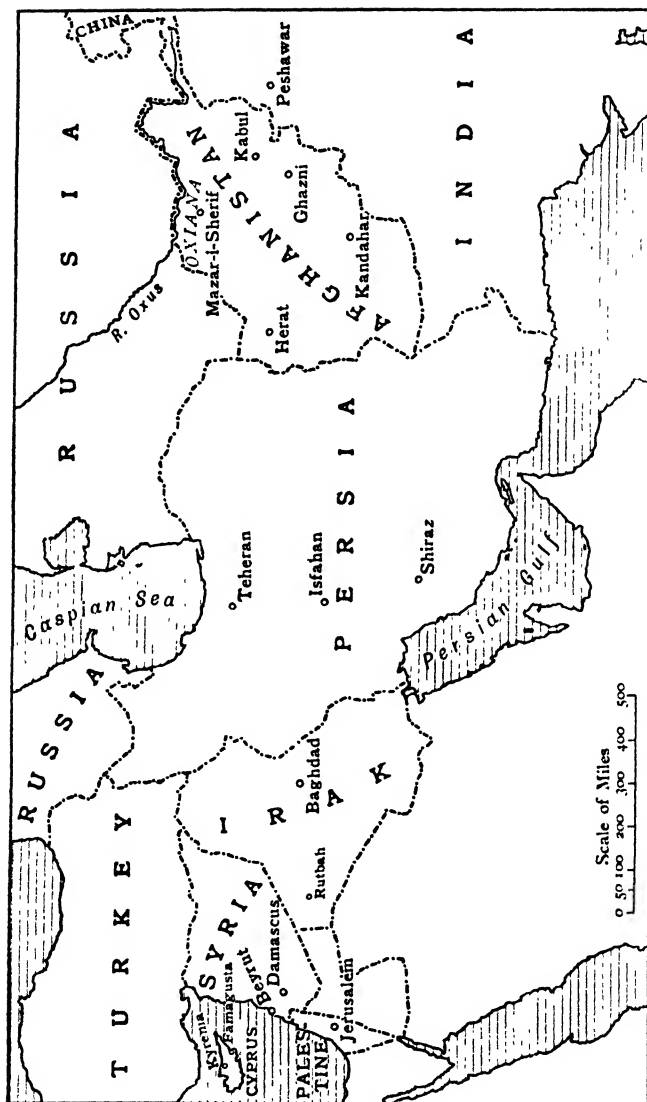 RUSSIA
CHINA
RUSSIA
R. Oxus
OXIANA
Mazar-i-Sherif
Kabul
Peshawar
Ghazni
AFGHANISTAN
Herat
Kandahar
INDIA
Caspian Sea
TURKEY
Teheran
Isfahan
PERSIA
Shiraz
Persian Gulf
SYRIA
Kyrenia
Famagusta
CYPRUS
Beyrut
Damascus
IRAK
Baghdad
Rutbah
PALES
TINE
Jerusalem
Scale of Miles
0 50 100 200 300 400 500